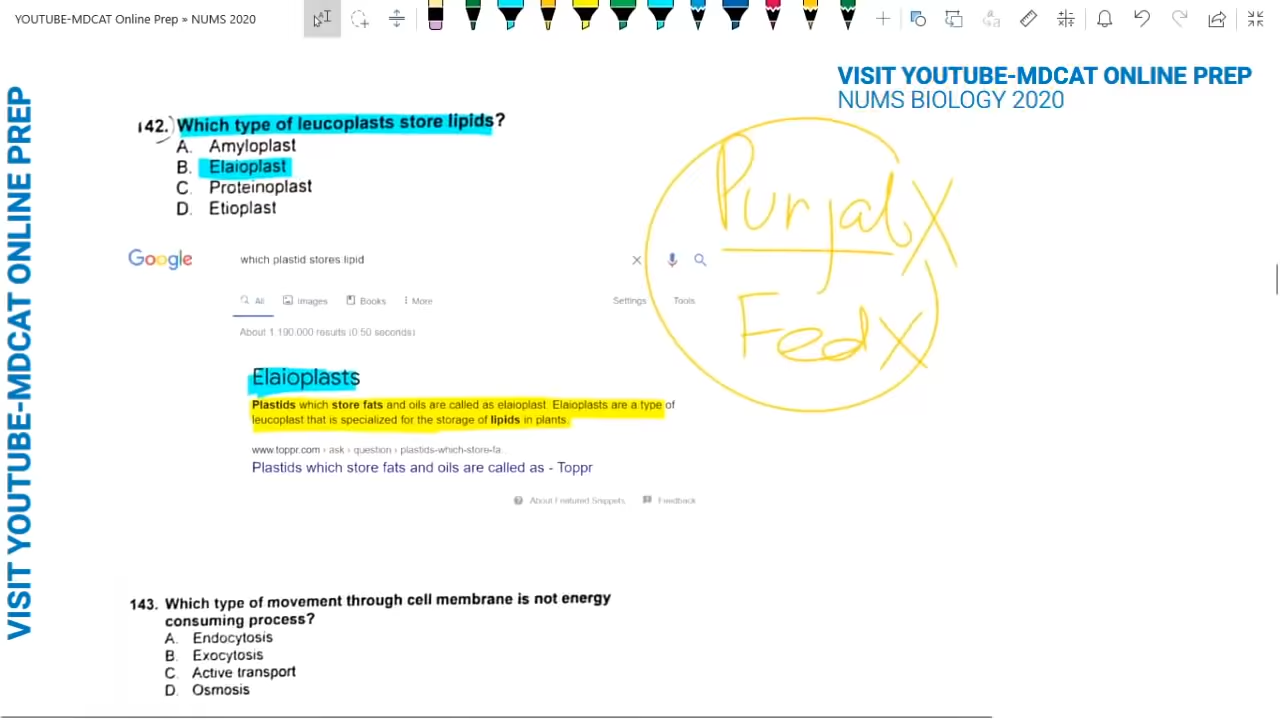 YOUTUBE-MDCAT Online Prep » NUMS 2020
VISIT YOUTUBE-MDCAT ONLINE PREP
NUMS BIOLOGY 2020
VISIT YOUTUBE-MDCAT ONLINE PREP
142. Which type of leucoplasts store lipids?
A. Amyloplast
B. Elaioplast
C. Proteinoplast
D. Etioplast
Punjab X
Fed X
Google which plastid stores lipid
All Images Books More Settings Tools
About 1,190,000 results (0.50 seconds)
Elaioplasts
Plastids which store fats and oils are called as elaioplast. Elaioplasts are a type of
leucoplast that is specialized for the storage of lipids in plants.
www.toppr.com › ask › question › plastids-which-store-fa...
Plastids which store fats and oils are called as - Toppr
About Featured Snippets Feedback
143. Which type of movement through cell membrane is not energy
consuming process?
A. Endocytosis
B. Exocytosis
C. Active transport
D. Osmosis